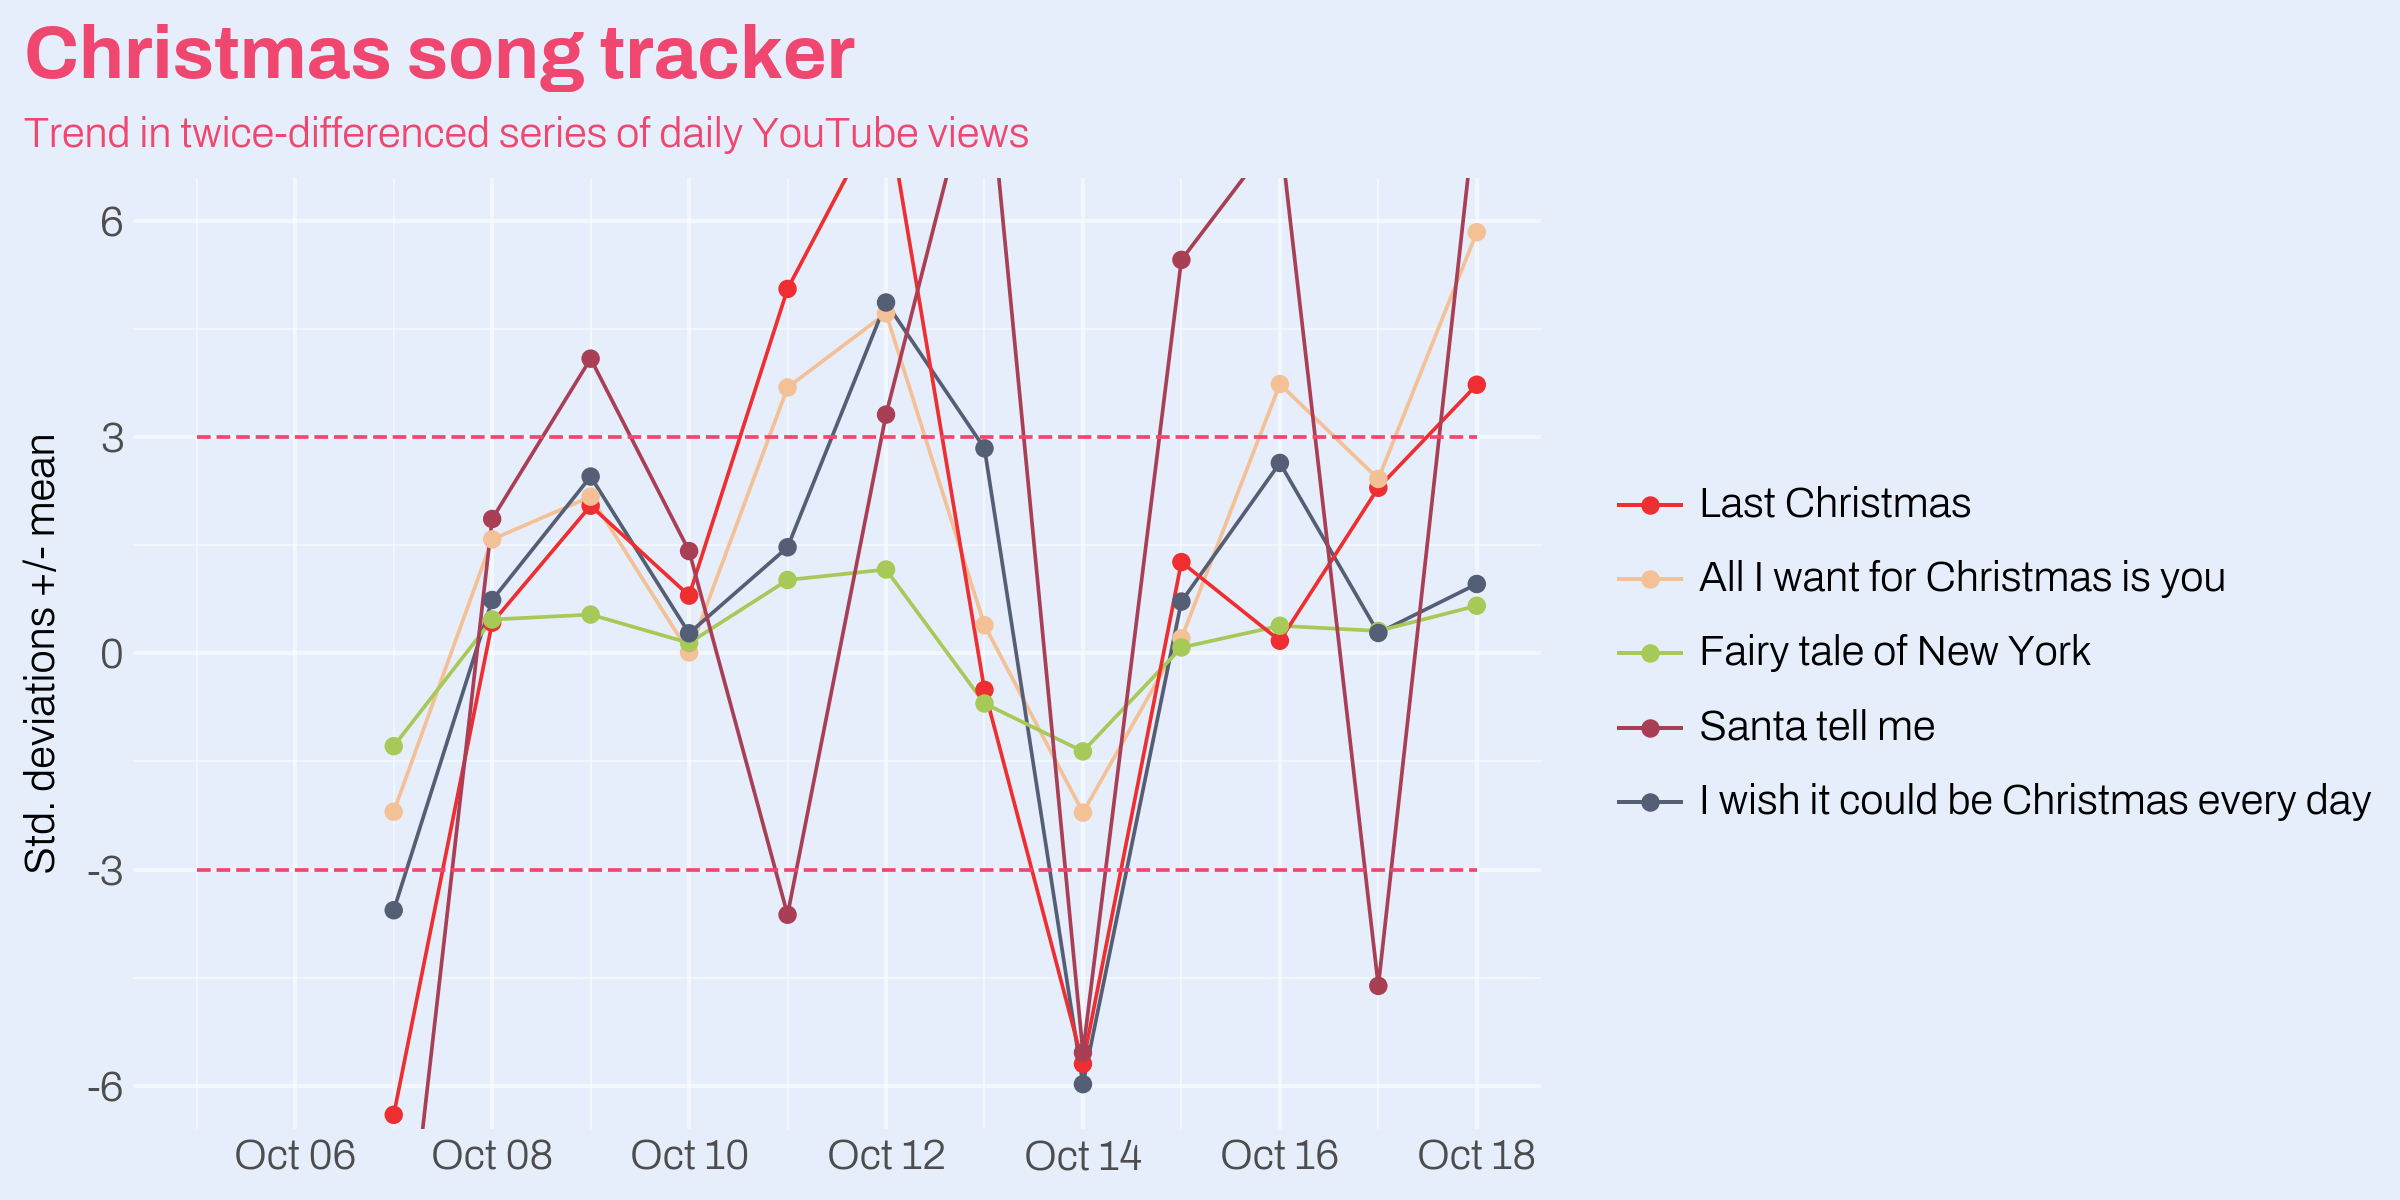 Christmas song tracker
Trend in twice-differenced series of daily YouTube views
Std. deviations +/- mean
6
3
0
-3
-6
Oct 06
Oct 08
Oct 10
Oct 12
Oct 14
Oct 16
Oct 18
Last Christmas
All I want for Christmas is you
Fairy tale of New York
Santa tell me
I wish it could be Christmas every day